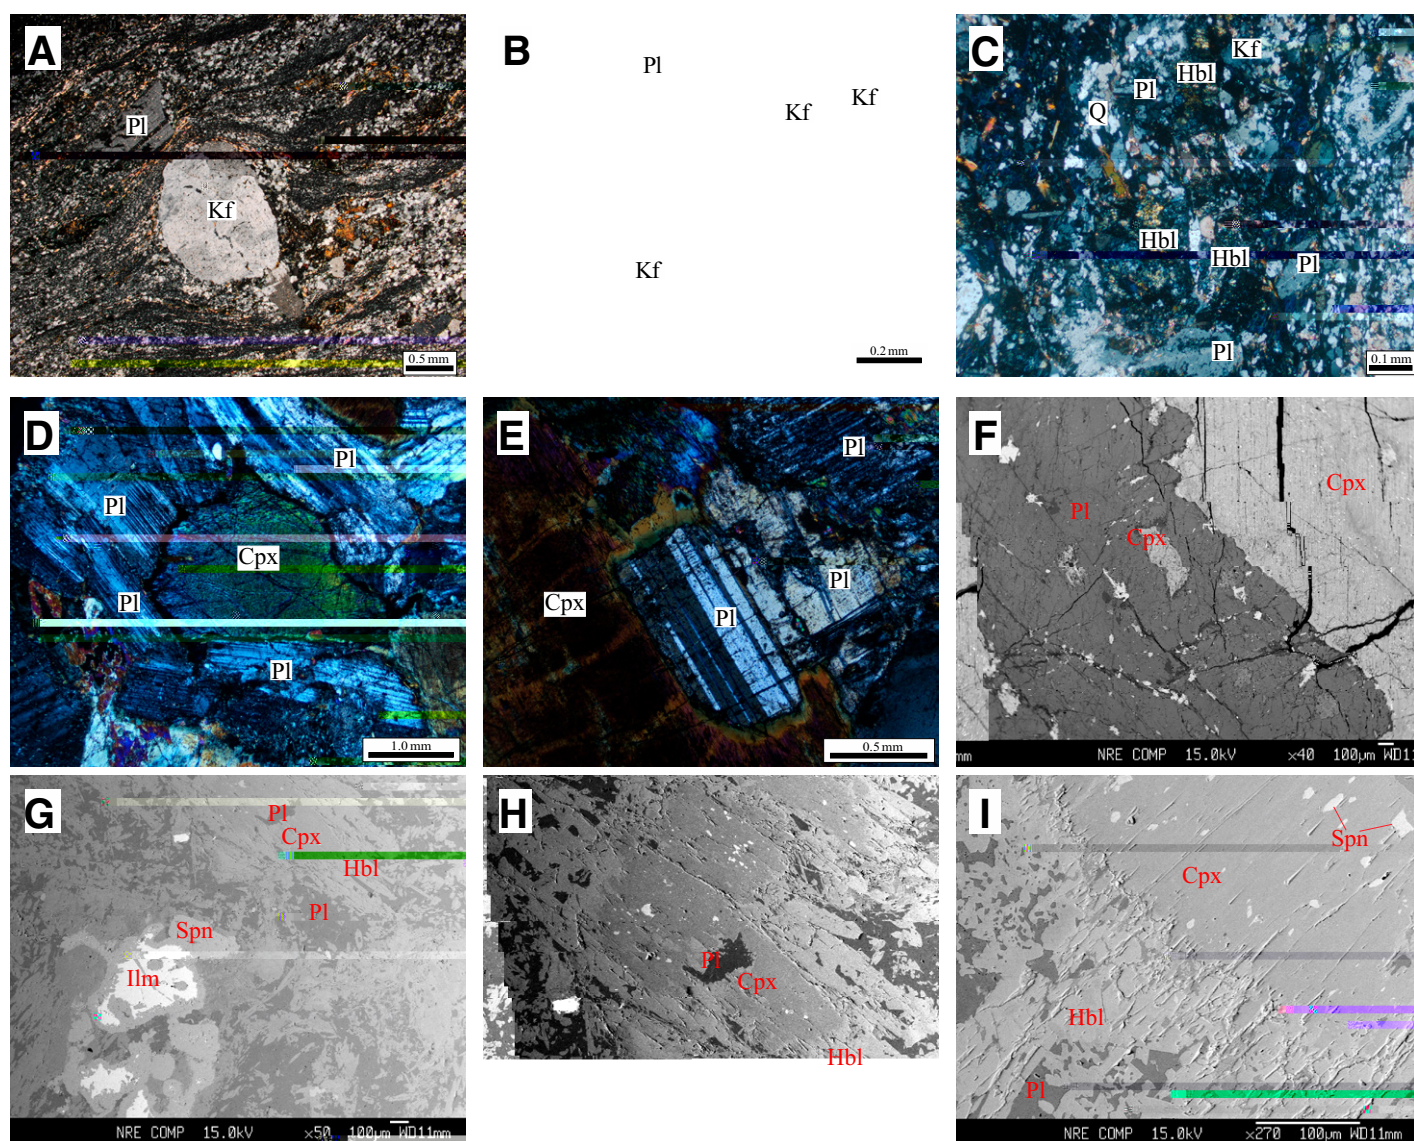 A
Pl
Kf
0.5 mm
B
Pl
Kf
Kf
Kf
0.2 mm
C
Kf
Hbl
Pl
Q
Hbl
Hbl
Pl
Pl
0.1 mm
D
Pl
Pl
Cpx
Pl
Pl
1.0 mm
E
Pl
Pl
Cpx
Pl
0.5 mm
F
Cpx
Pl
Cpx
mm NRE COMP 15.0kV ×40 100µm WD11
G
Pl
Cpx
Hbl
Pl
Spn
Ilm
NRE COMP 15.0kV ×50 100µm WD11mm
H
Pl
Cpx
Hbl
I
Spn
Cpx
Hbl
Pl
NRE COMP 15.0kV ×270 100µm WD11mm